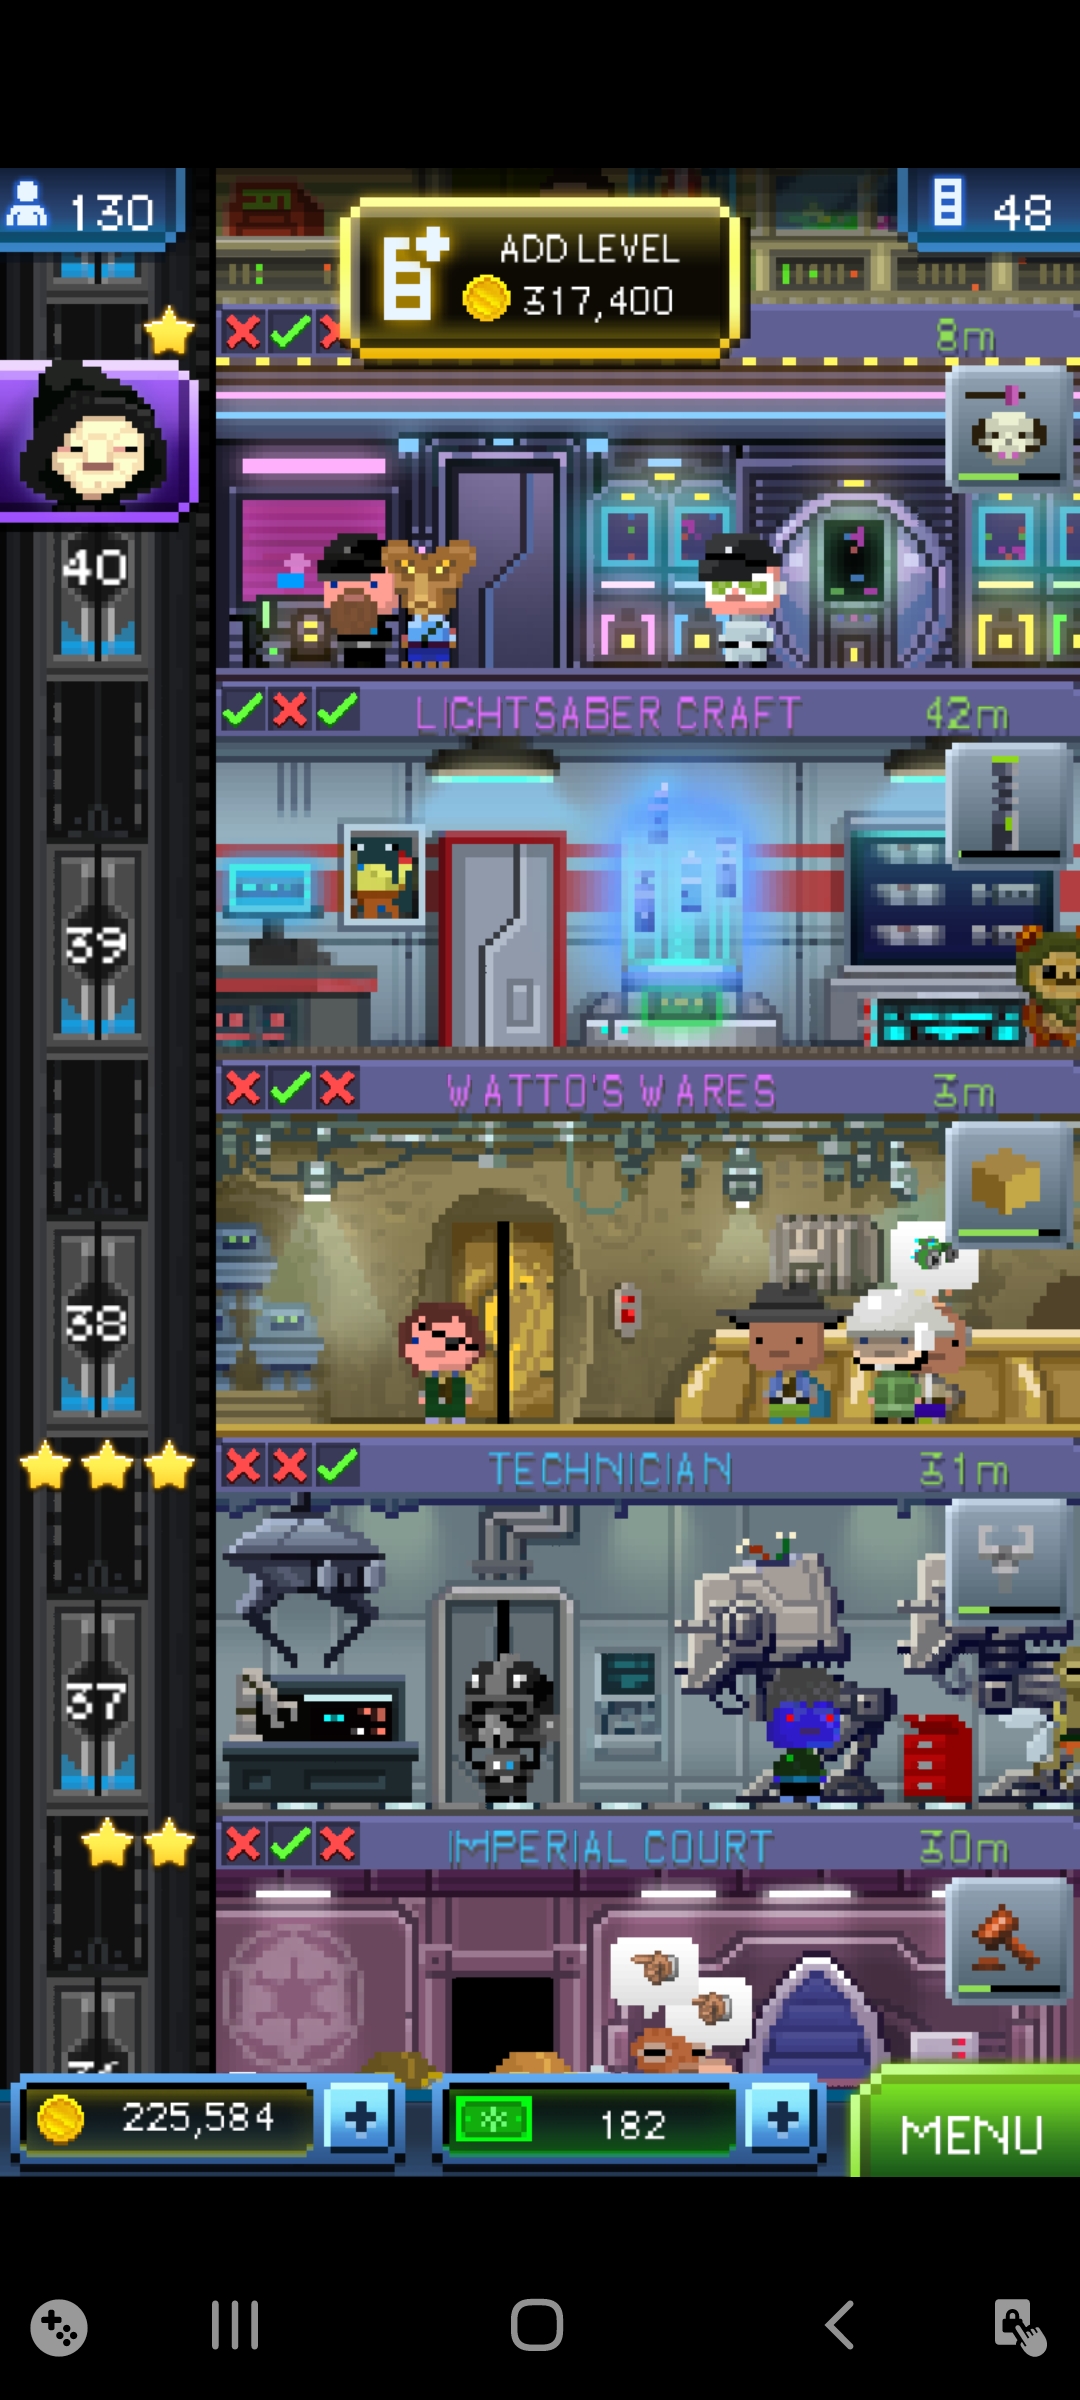 130
ADD LEVEL
317,400
48
8m
40
LIGHTSABER CRAFT
42m
39
WATTO'S WARES
3m
38
TECHNICIAN
31m
37
IMPERIAL COURT
30m
225,584
182
MENU